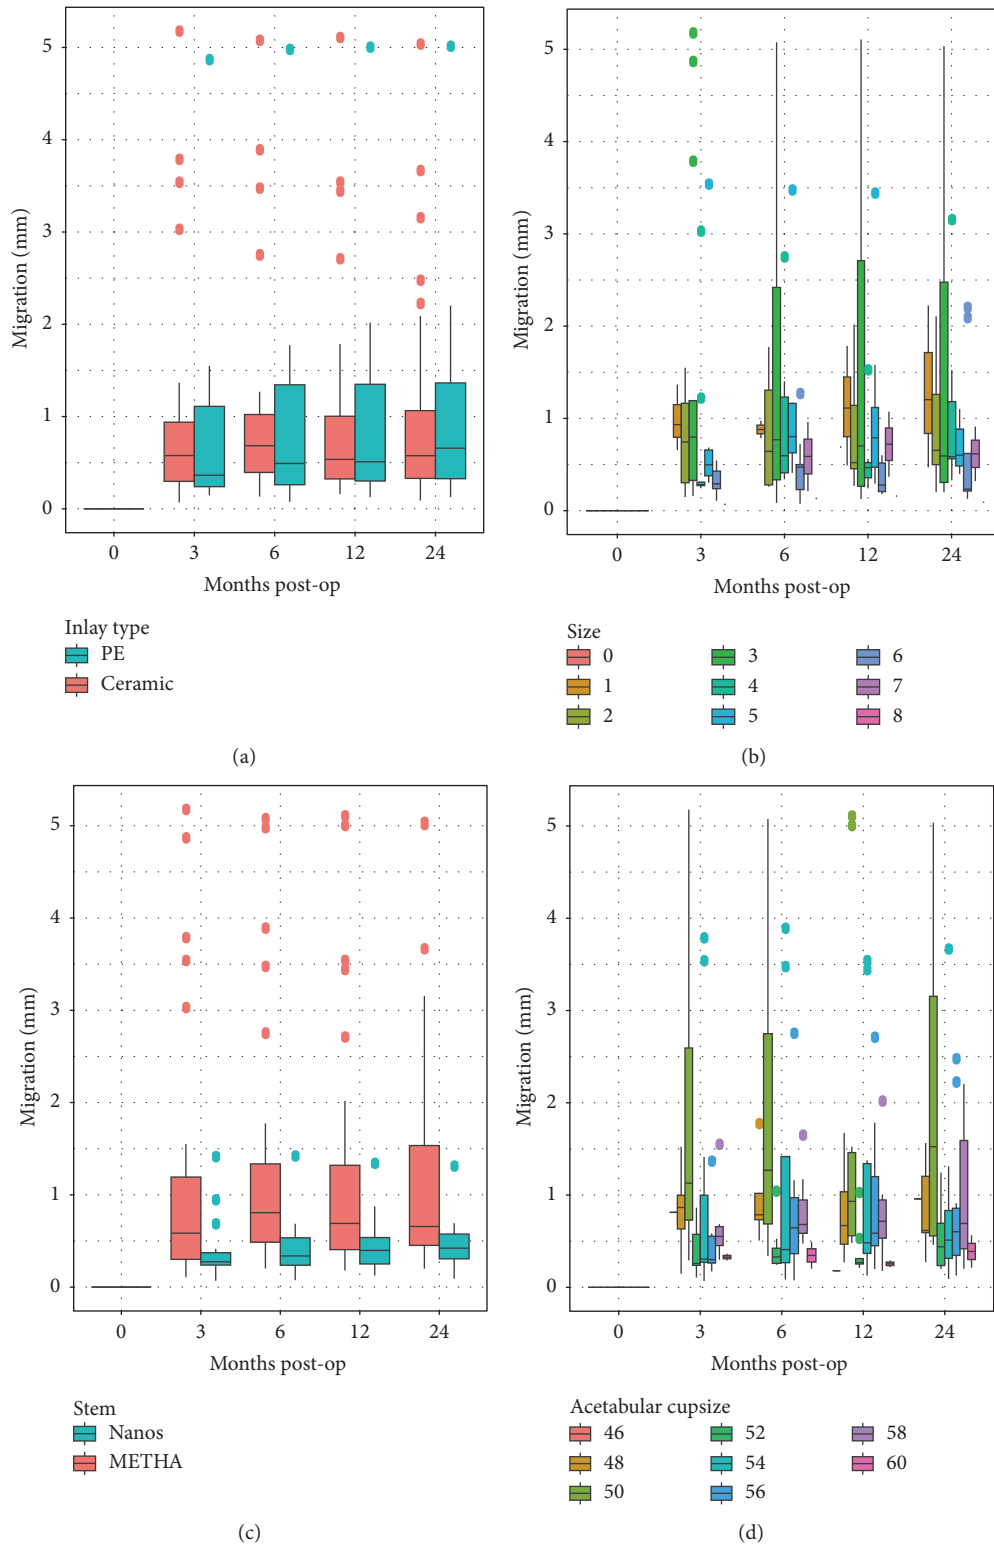 5
4
3
2
1
0
Migration (mm)
0 3 6 12 24
Months post-op
Inlay type
PE
Ceramic
(a)
5
4
3
2
1
0
Migration (mm)
0 3 6 12 24
Months post-op
Size
0 3 6
1 4 7
2 5 8
(b)
5
4
3
2
1
0
Migration (mm)
0 3 6 12 24
Months post-op
Stem
Nanos
METHA
(c)
5
4
3
2
1
0
Migration (mm)
0 3 6 12 24
Months post-op
Acetabular cupsize
46 52 58
48 54 60
50 56
(d)